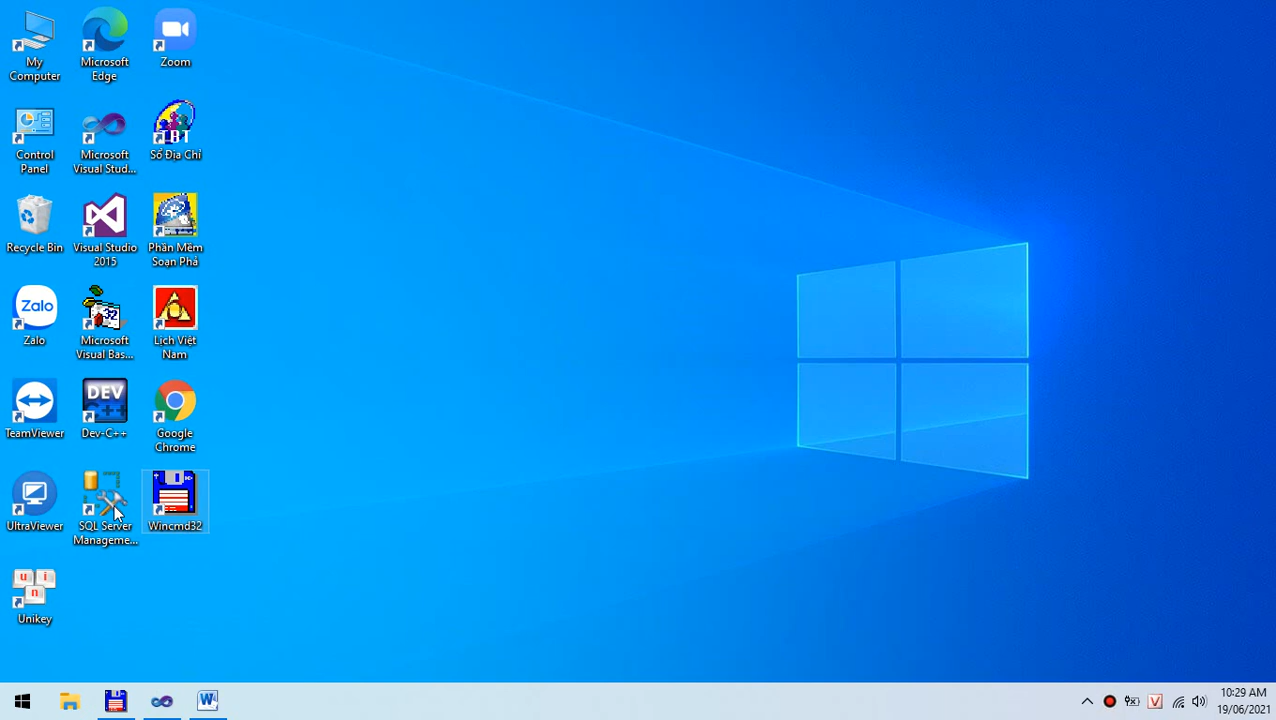 My
Computer
Microsoft
Edge
Zoom
Control
Panel
Microsoft
Visual Stud...
TBT
Sổ Địa Chỉ
Recycle Bin
Visual Studio
2015
Phần Mềm
Soạn Phả
Zalo
Zalo
32
Microsoft
Visual Bas...
Lịch Việt
Nam
TeamViewer
DEV
C++
Dev-C++
Google
Chrome
UltraViewer
SQL Server
Manageme...
Wincmd32
u i
n
Unikey
W
V
10:29 AM
19/06/2021